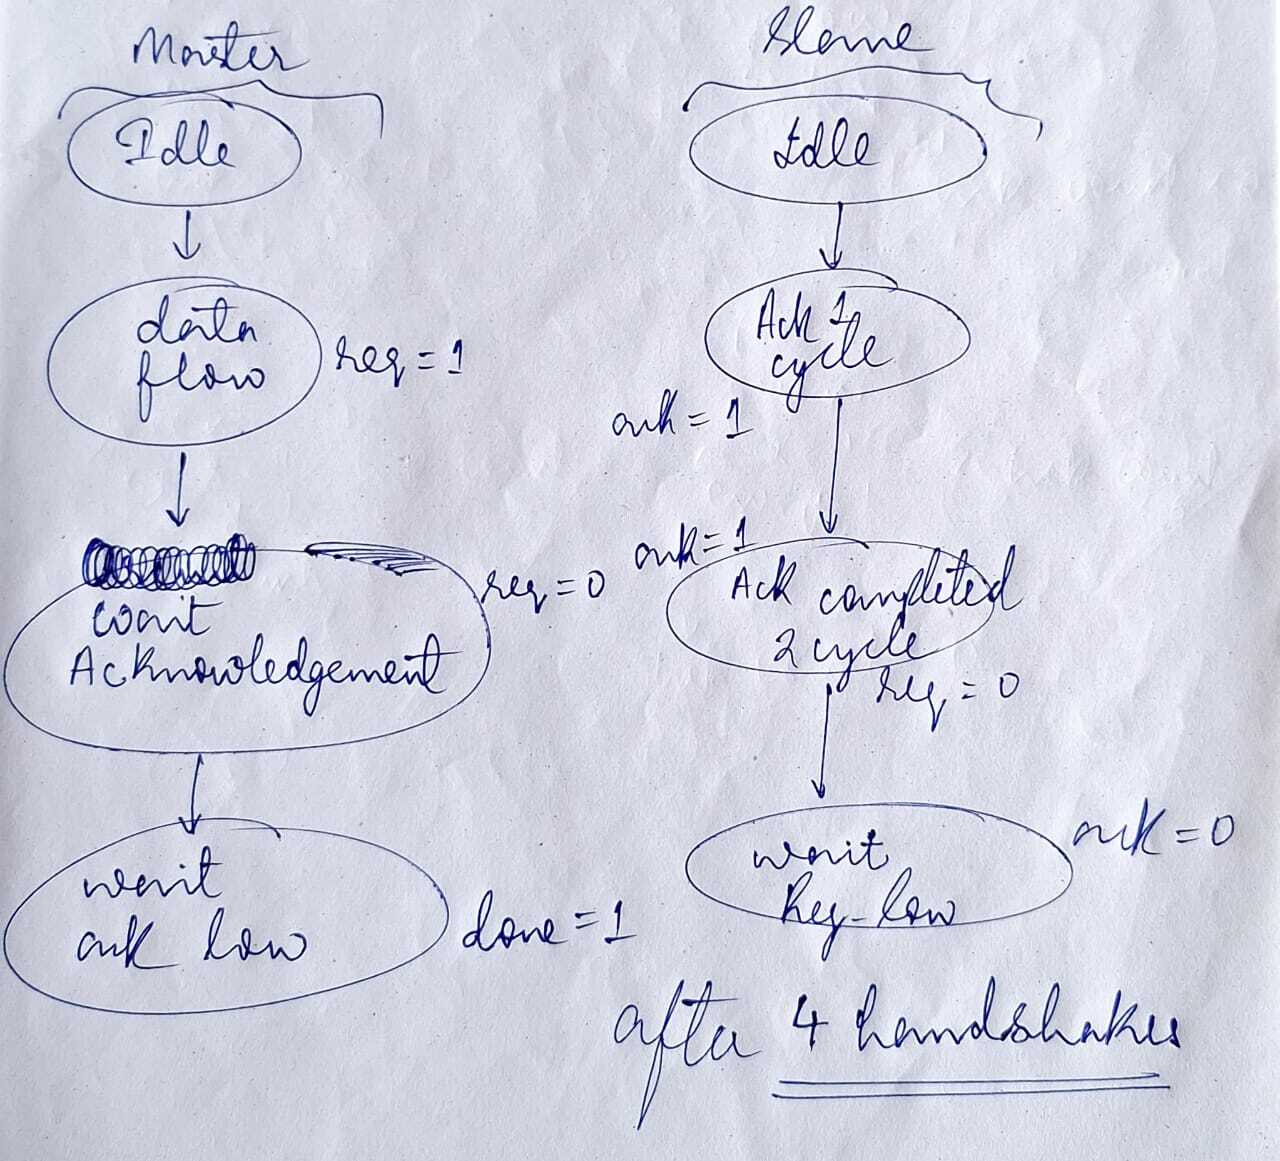 Master
Idle
data
flow
req = 1
wait
Acknowledgement
req = 0
wait
ack low
done = 1
Slave
Idle
Ack 1
cycle
ack = 1
ack = 1
Ack completed
2 cycle
req = 0
wait
Req-low
ack = 0
after 4 handshakes